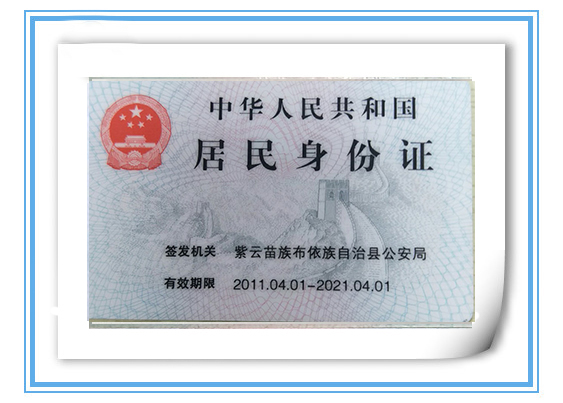 中华人民共和国
居民身份证
签发机关 紫云苗族布依族自治县公安局
有效期限 2011.04.01-2021.04.01